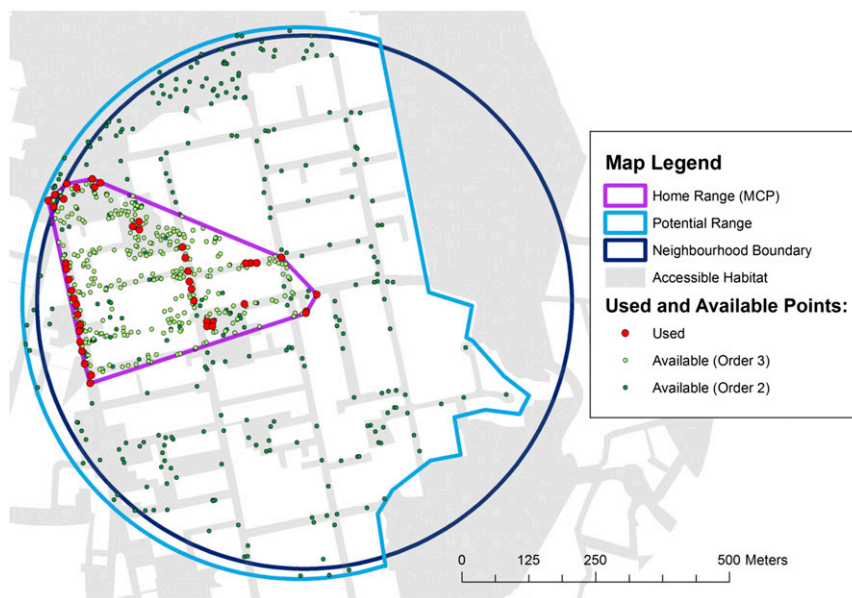 Map Legend
Home Range (MCP)
Potential Range
Neighbourhood Boundary
Accessible Habitat
Used and Available Points:
Used
Available (Order 3)
Available (Order 2)
0 125 250 500 Meters